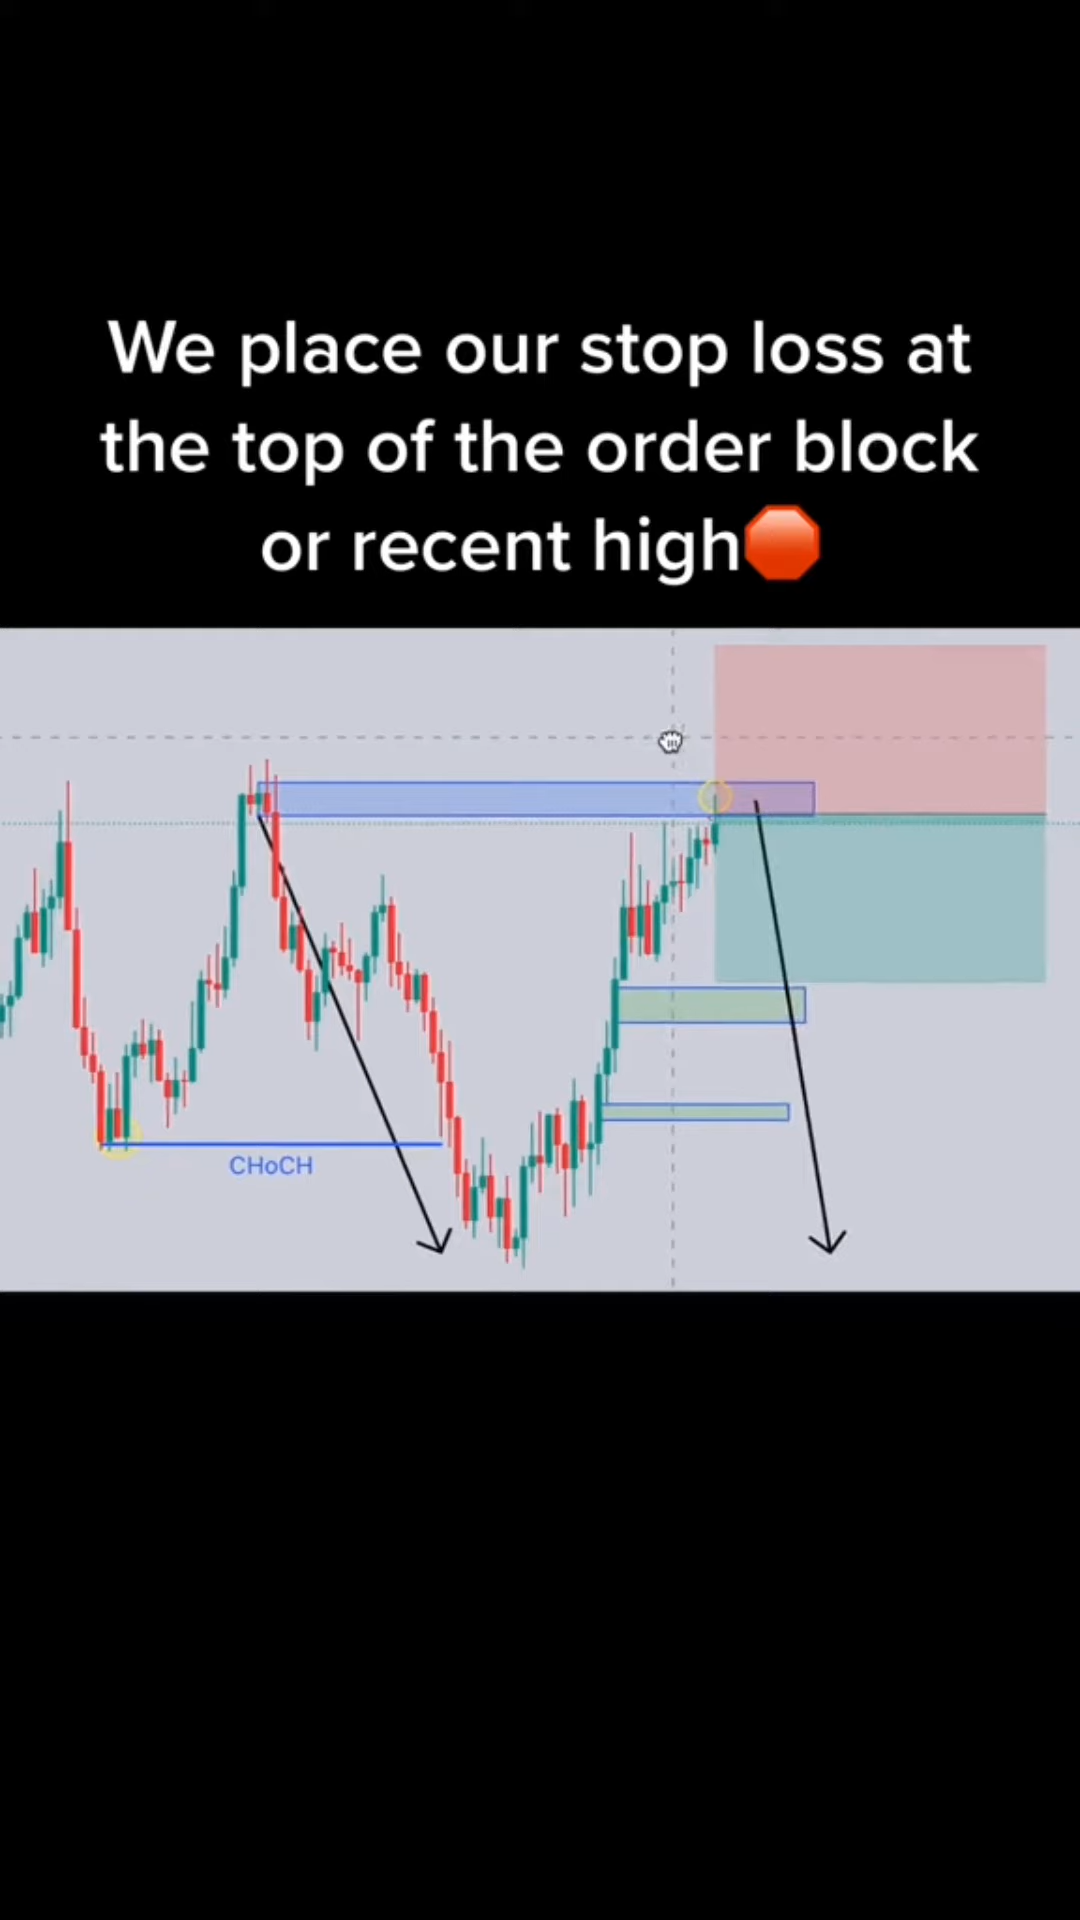 We place our stop loss at
the top of the order block
or recent high🛑
CHoCH